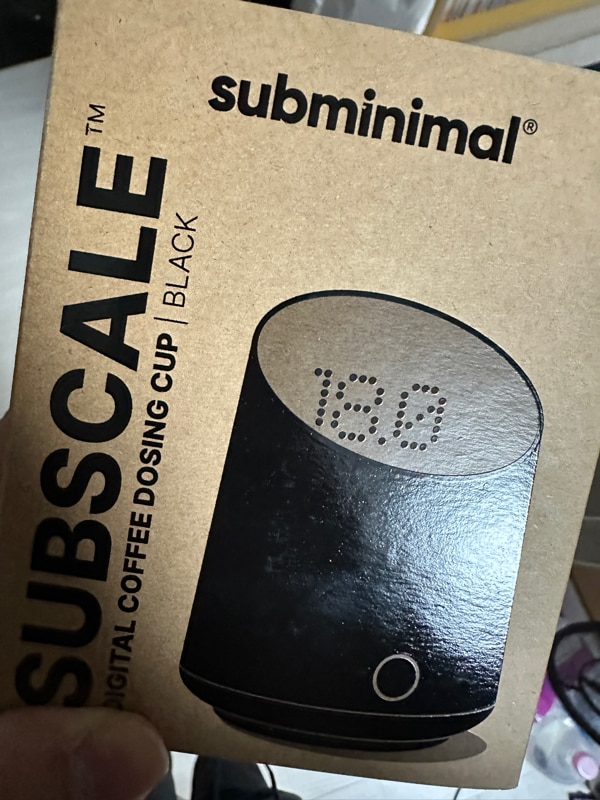 subminimal®
SUBSCALE™
DIGITAL COFFEE DOSING CUP | BLACK
18.0